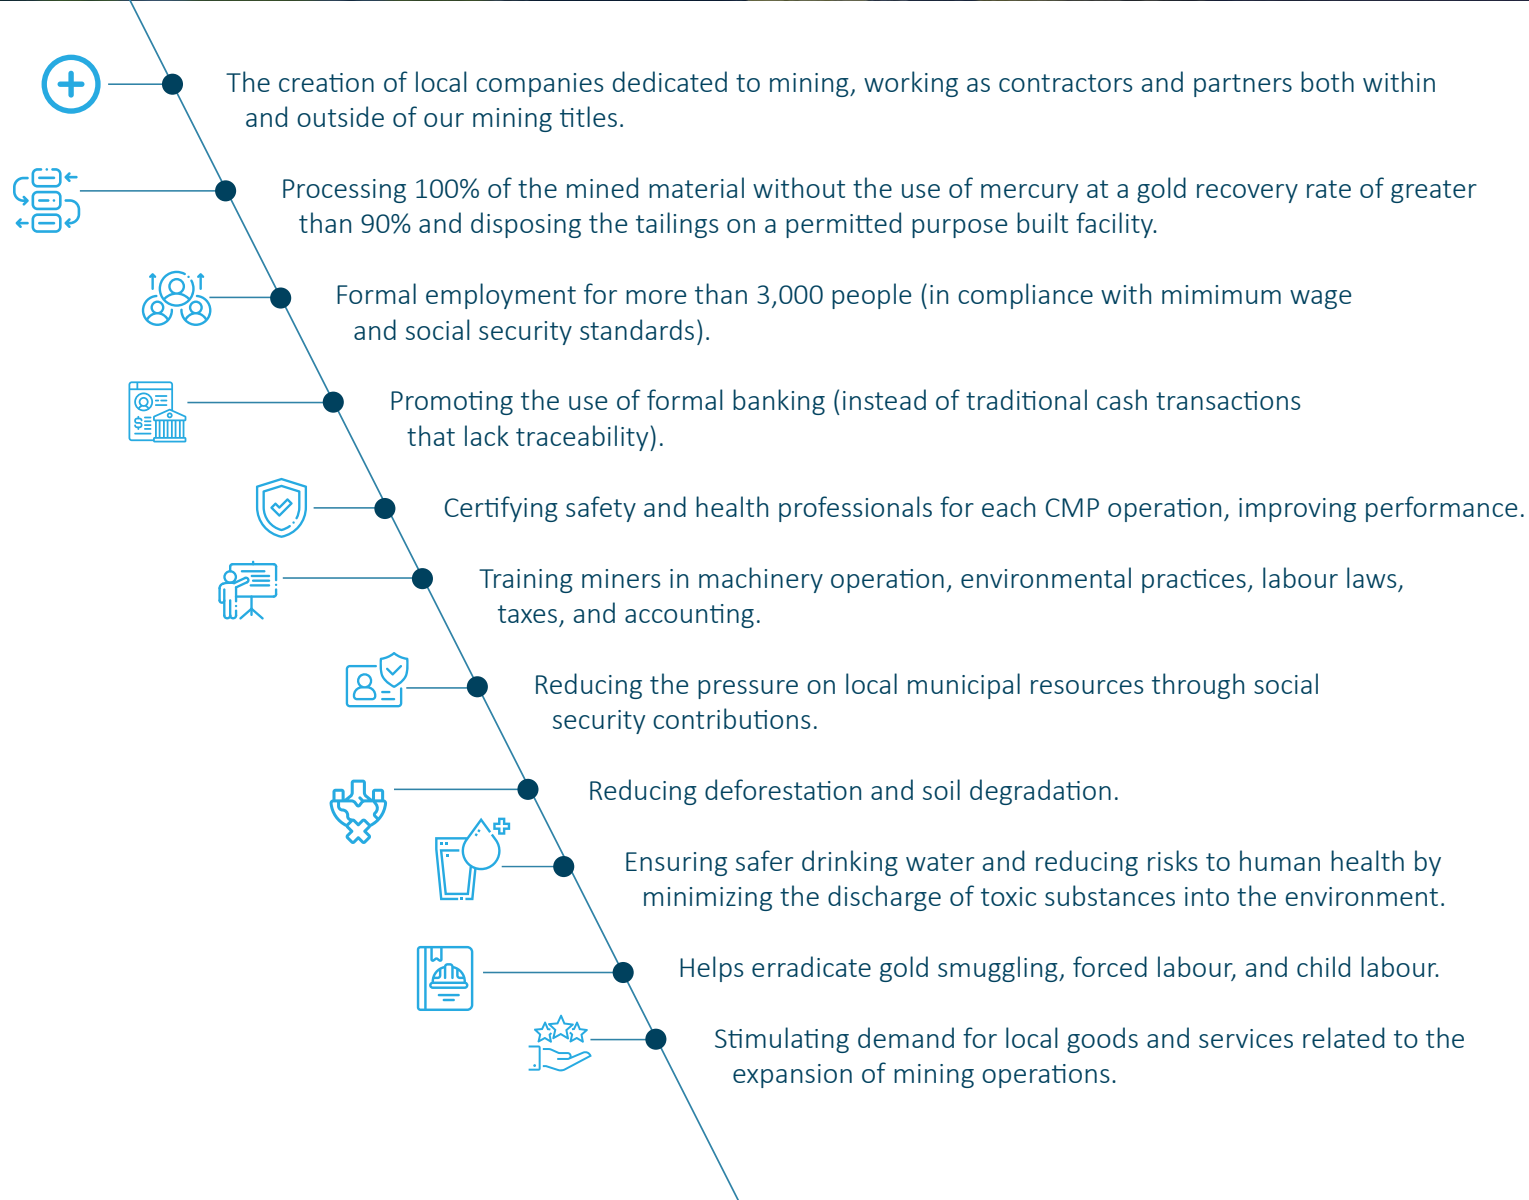 The creation of local companies dedicated to mining, working as contractors and partners both within
and outside of our mining titles.
Processing 100% of the mined material without the use of mercury at a gold recovery rate of greater
than 90% and disposing the tailings on a permitted purpose built facility.
Formal employment for more than 3,000 people (in compliance with mimimum wage
and social security standards).
Promoting the use of formal banking (instead of traditional cash transactions
that lack traceability).
Certifying safety and health professionals for each CMP operation, improving performance.
Training miners in machinery operation, environmental practices, labour laws,
taxes, and accounting.
Reducing the pressure on local municipal resources through social
security contributions.
Reducing deforestation and soil degradation.
Ensuring safer drinking water and reducing risks to human health by
minimizing the discharge of toxic substances into the environment.
Helps erradicate gold smuggling, forced labour, and child labour.
Stimulating demand for local goods and services related to the
expansion of mining operations.